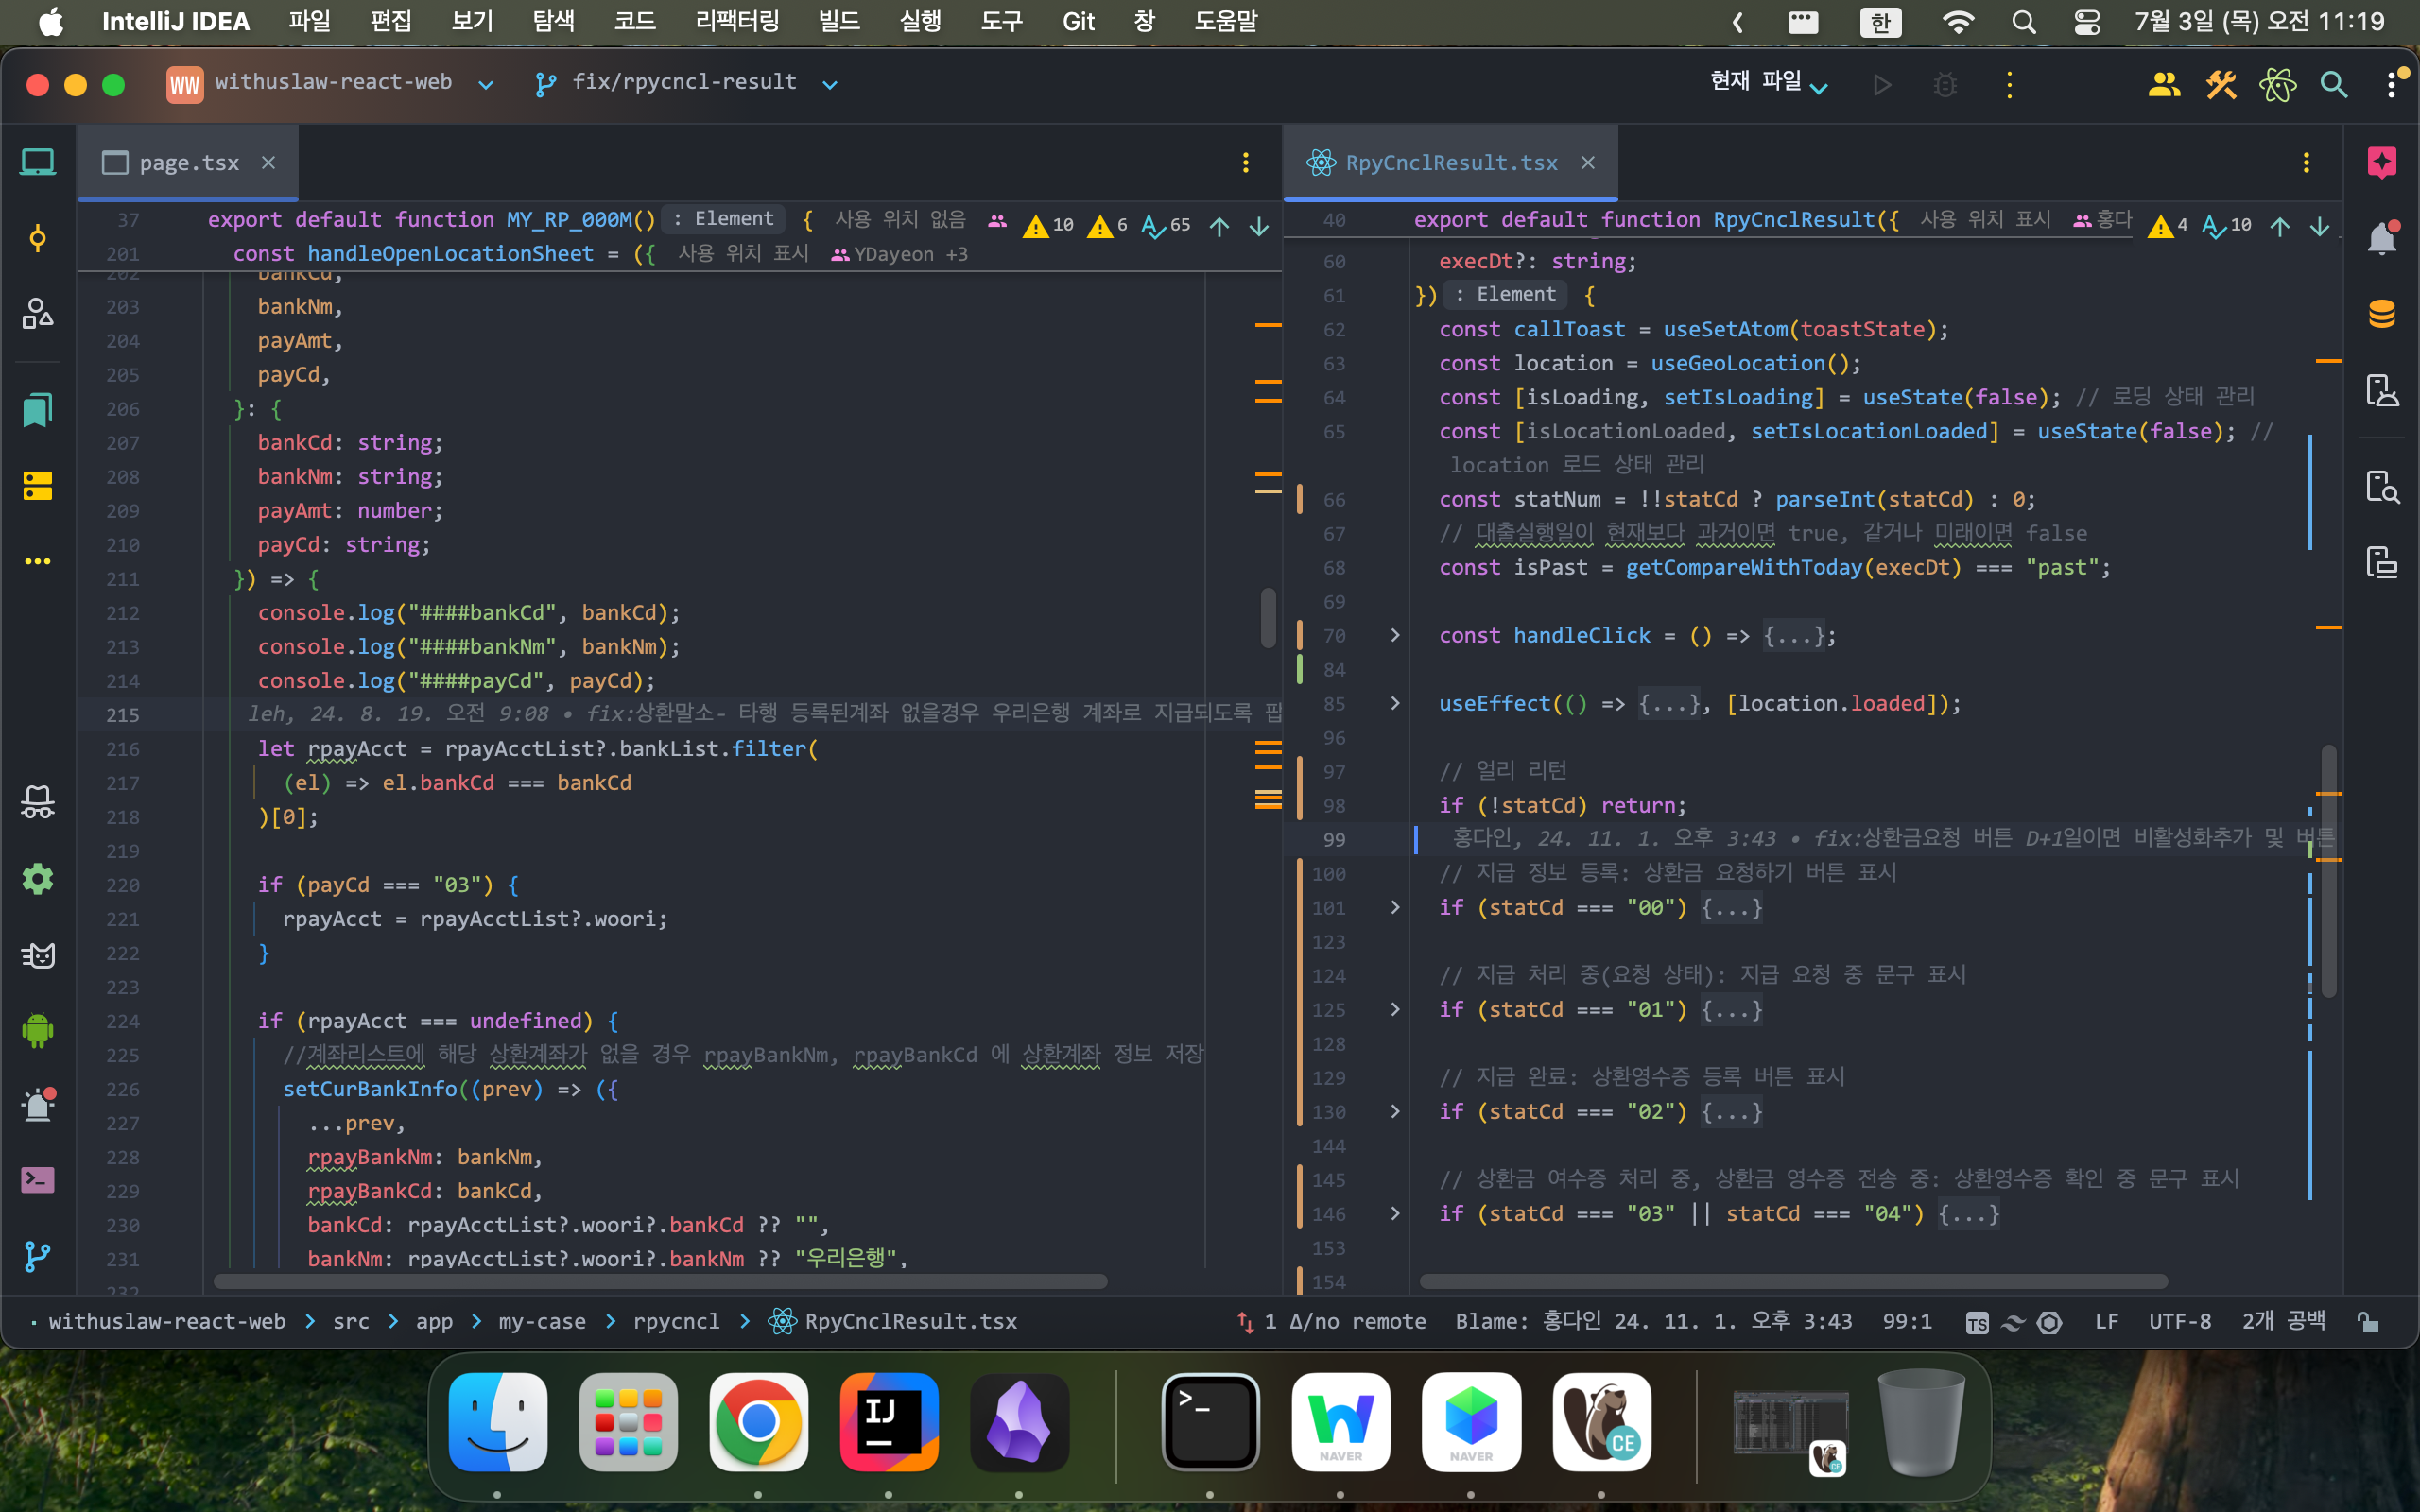 IntelliJ IDEA 파일 편집 보기 탐색 코드 리팩터링 빌드 실행 도구 Git 창 도움말 한 7월 3일 (목) 오전 11:19
WW withuslaw-react-web fix/rpycncl-result 현재 파일
page.tsx
37 export default function MY_RP_000M() : Element { 사용 위치 없음 10 6 65
201 const handleOpenLocationSheet = ({ 사용 위치 표시 YDayeon +3
202 bankCd,
203 bankNm,
204 payAmt,
205 payCd,
206 }: {
207 bankCd: string;
208 bankNm: string;
209 payAmt: number;
210 payCd: string;
211 }) => {
212 console.log("####bankCd", bankCd);
213 console.log("####bankNm", bankNm);
214 console.log("####payCd", payCd);
215 leh, 24. 8. 19. 오전 9:08 • fix:상환말소- 타행 등록된계좌 없을경우 우리은행 계좌로 지급되도록 팝
216 let rpayAcct = rpayAcctList?.bankList.filter(
217 (el) => el.bankCd === bankCd
218 )[0];
219
220 if (payCd === "03") {
221 rpayAcct = rpayAcctList?.woori;
222 }
223
224 if (rpayAcct === undefined) {
225 //계좌리스트에 해당 상환계좌가 없을 경우 rpayBankNm, rpayBankCd 에 상환계좌 정보 저장
226 setCurBankInfo((prev) => ({
227 ...prev,
228 rpayBankNm: bankNm,
229 rpayBankCd: bankCd,
230 bankCd: rpayAcctList?.woori?.bankCd ?? "",
231 bankNm: rpayAcctList?.woori?.bankNm ?? "우리은행",
232
RpyCnclResult.tsx
40 export default function RpyCnclResult({ 사용 위치 표시 홍다 4 10
60 execDt?: string;
61 }) : Element {
62 const callToast = useSetAtom(toastState);
63 const location = useGeoLocation();
64 const [isLoading, setIsLoading] = useState(false); // 로딩 상태 관리
65 const [isLocationLoaded, setIsLocationLoaded] = useState(false); //
location 로드 상태 관리
66 const statNum = !!statCd ? parseInt(statCd) : 0;
67 // 대출실행일이 현재보다 과거이면 true, 같거나 미래이면 false
68 const isPast = getCompareWithToday(execDt) === "past";
69
70 const handleClick = () => {...};
84
85 useEffect(() => {...}, [location.loaded]);
96
97 // 얼리 리턴
98 if (!statCd) return;
99 홍다인, 24. 11. 1. 오후 3:43 • fix:상환금요청 버튼 D+1일이면 비활성화추가 및 버튼
100 // 지급 정보 등록: 상환금 요청하기 버튼 표시
101 if (statCd === "00") {...}
123
124 // 지급 처리 중(요청 상태): 지급 요청 중 문구 표시
125 if (statCd === "01") {...}
128
129 // 지급 완료: 상환영수증 등록 버튼 표시
130 if (statCd === "02") {...}
144
145 // 상환금 여수증 처리 중, 상환금 영수증 전송 중: 상환영수증 확인 중 문구 표시
146 if (statCd === "03" || statCd === "04") {...}
153
154
withuslaw-react-web src app my-case rpycncl RpyCnclResult.tsx 1 Δ/no remote Blame: 홍다인 24. 11. 1. 오후 3:43 99:1 TS LF UTF-8 2개 공백
IJ NAVER NAVER CE CE